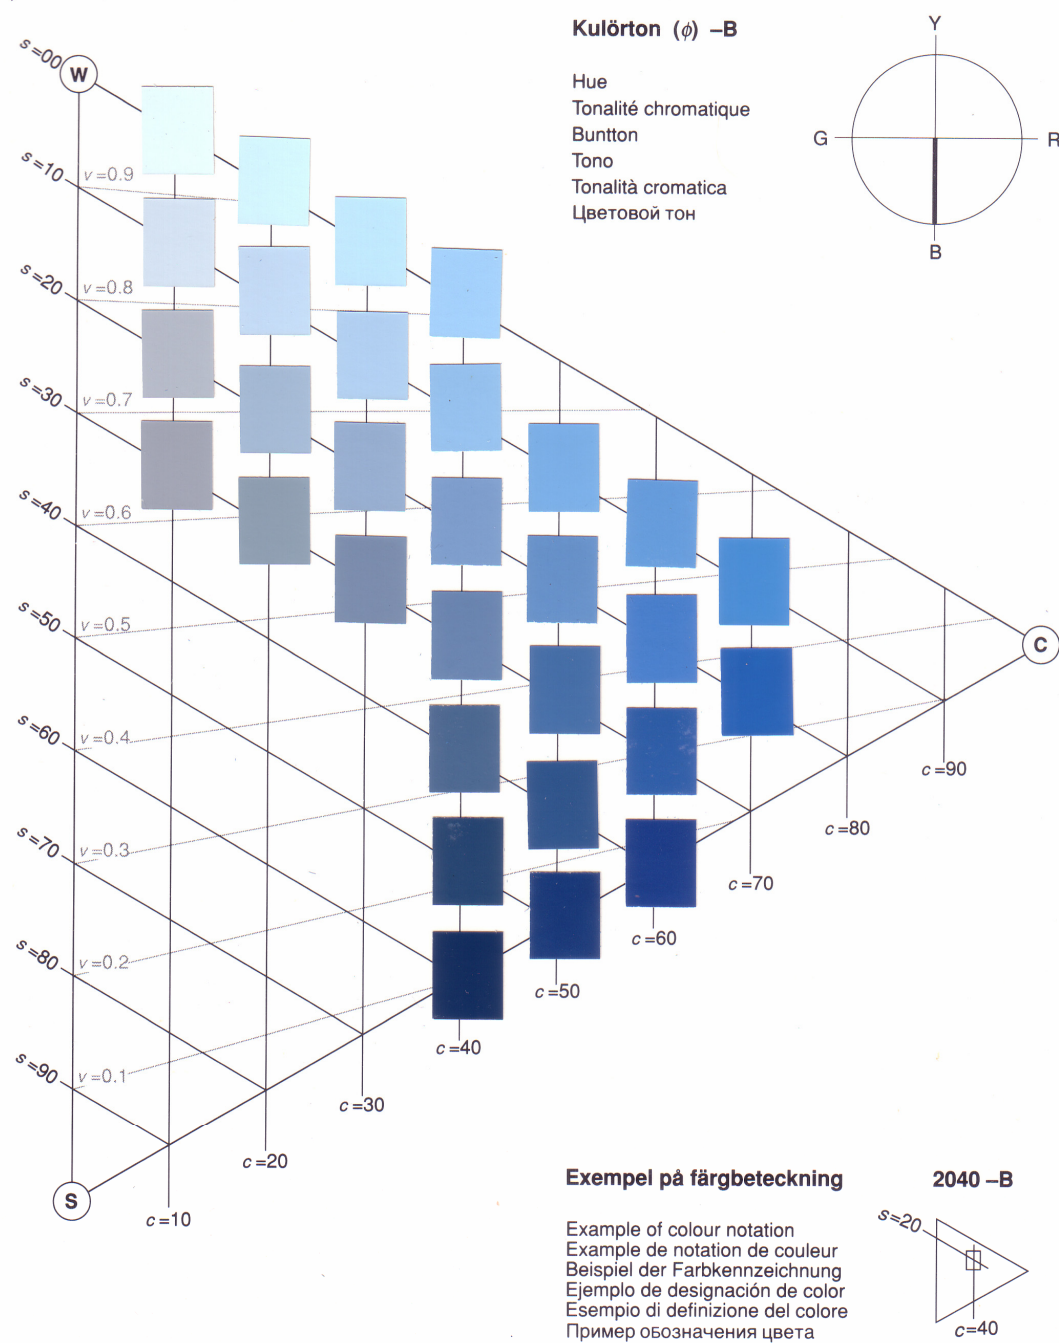 Kulörton (ϕ) –B
Hue
Tonalité chromatique
Buntton
Tono
Tonalità cromatica
Цветовой тон
Y
G
R
B
s=00
W
s=10
v=0.9
s=20
v=0.8
s=30
v=0.7
s=40
v=0.6
s=50
v=0.5
C
s=60
v=0.4
c=90
c=80
s=70
v=0.3
c=70
c=60
s=80
v=0.2
c=50
c=40
s=90
v=0.1
c=30
c=20
S
c=10
Exempel på färgbeteckning 2040 –B
Example of colour notation
Example de notation de couleur
Beispiel der Farbkennzeichnung
Ejemplo de designación de color
Esempio di definizione del colore
Пример обозначения цвета
s=20
c=40